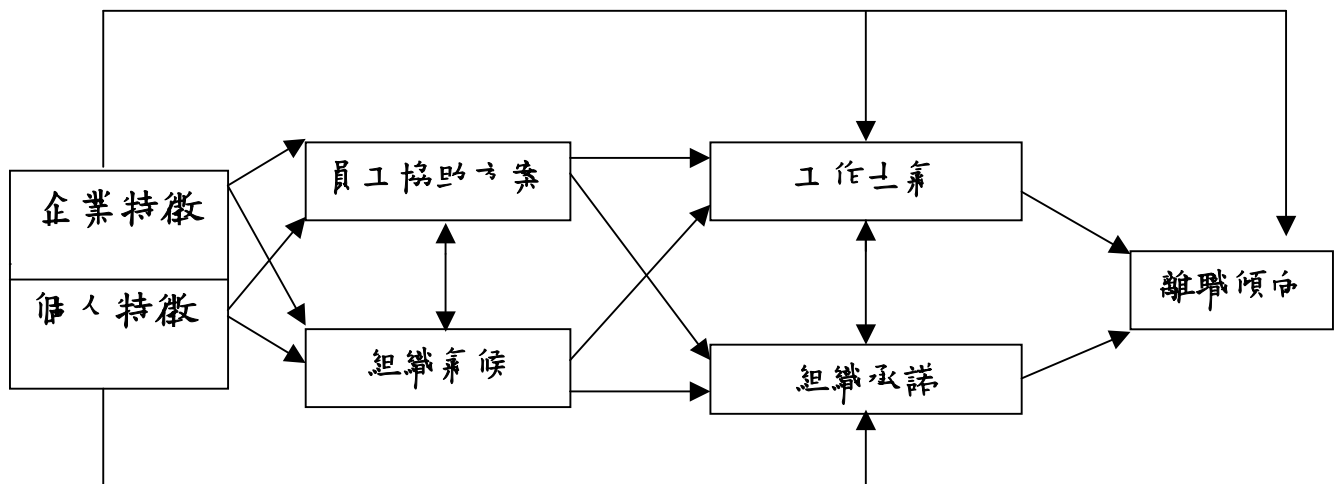 企業特徵
個人特徵
員工協助方案
組織氣候
工作士氣
組織承諾
離職傾向